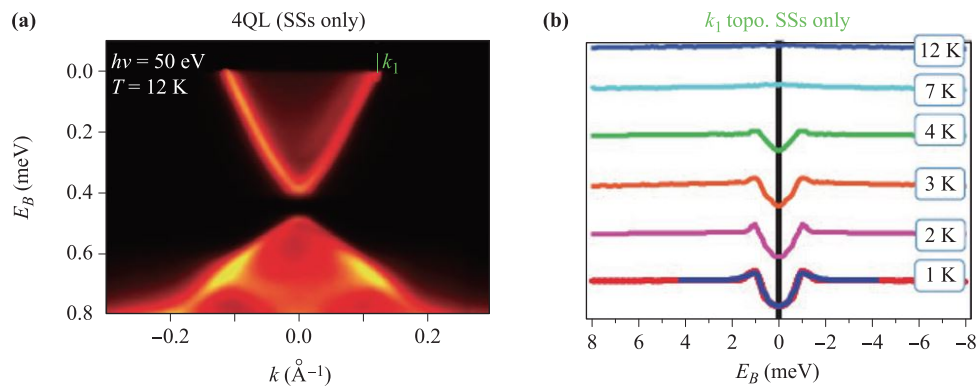 (a)
4QL (SSs only)
hν = 50 eV
T = 12 K
k₁
0.0
0.2
0.4
0.6
0.8
E_B (meV)
−0.2
0.0
0.2
k (Å⁻¹)
(b)
k₁ topo. SSs only
12 K
7 K
4 K
3 K
2 K
1 K
8 6 4 2 0 −2 −4 −6 −8
E_B (meV)